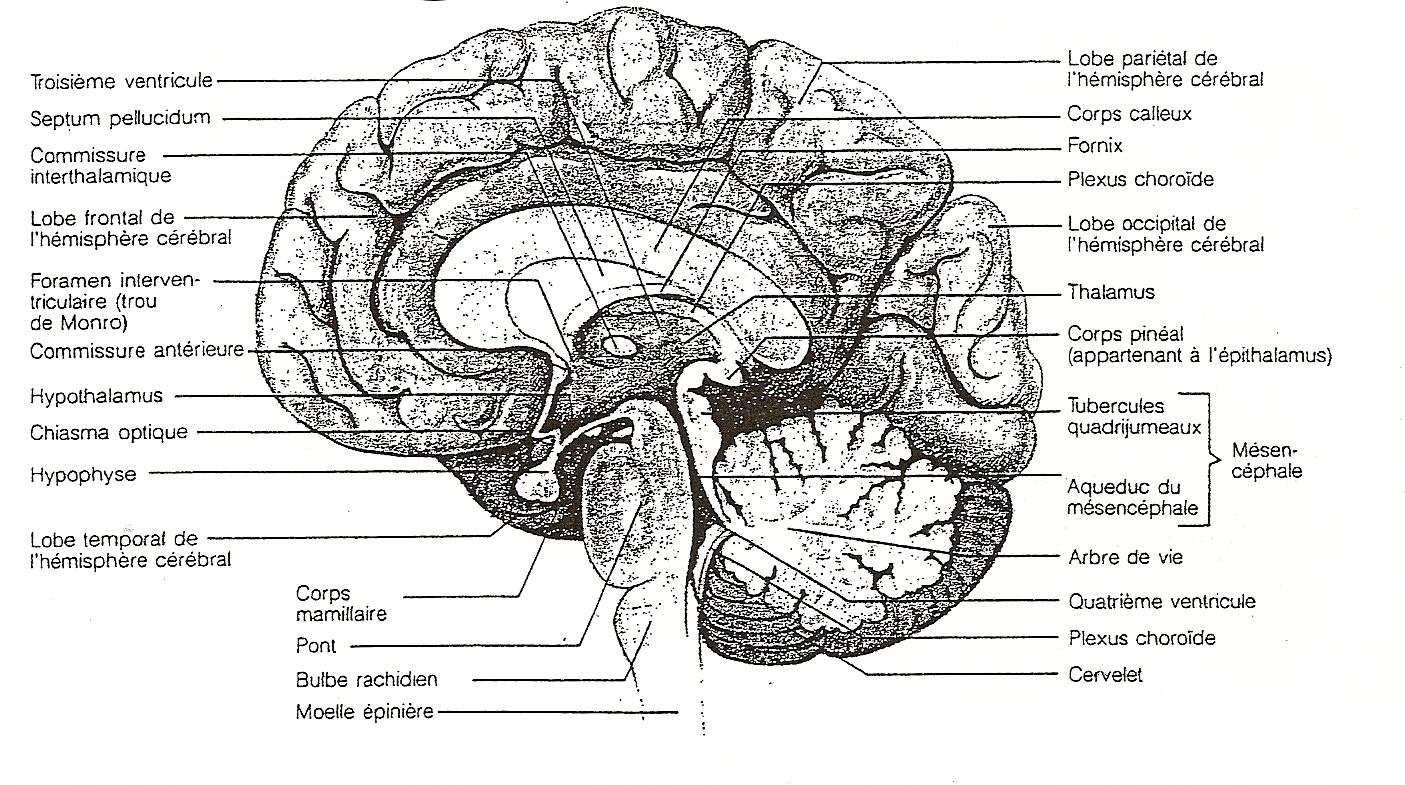 Troisième ventricule
Septum pellucidum
Commissure
interthalamique
Lobe frontal de
l'hémisphère cérébral
Foramen interven-
triculaire (trou
de Monro)
Commissure antérieure
Hypothalamus
Chiasma optique
Hypophyse
Lobe temporal de
l'hémisphère cérébral
Corps
mamillaire
Pont
Bulbe rachidien
Moelle épinière
Lobe pariétal de
l'hémisphère cérébral
Corps calleux
Fornix
Plexus choroïde
Lobe occipital de
l'hémisphère cérébral
Thalamus
Corps pinéal
(appartenant à l'épithalamus)
Tubercules
quadrijumeaux
Aqueduc du
mésencéphale
Mésen-
céphale
Arbre de vie
Quatrième ventricule
Plexus choroïde
Cervelet